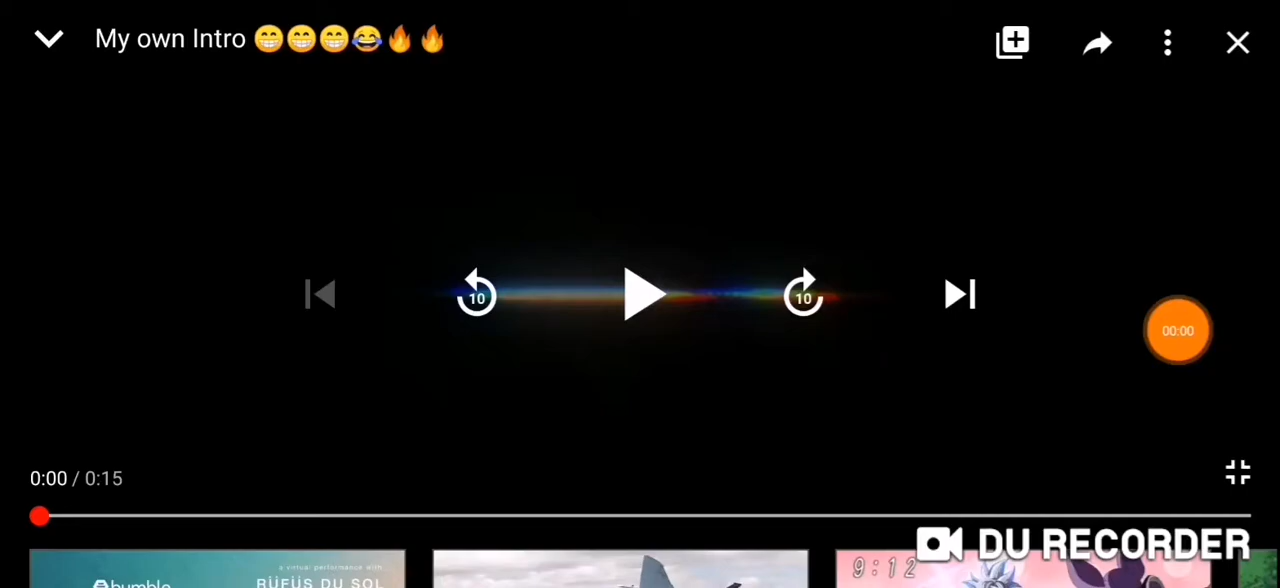 My own Intro 😁😁😁😂🔥🔥
10
10
00:00
0:00 / 0:15
DU RECORDER
bumble
a virtual performance with
RÜFÜS DU SOL
9:12